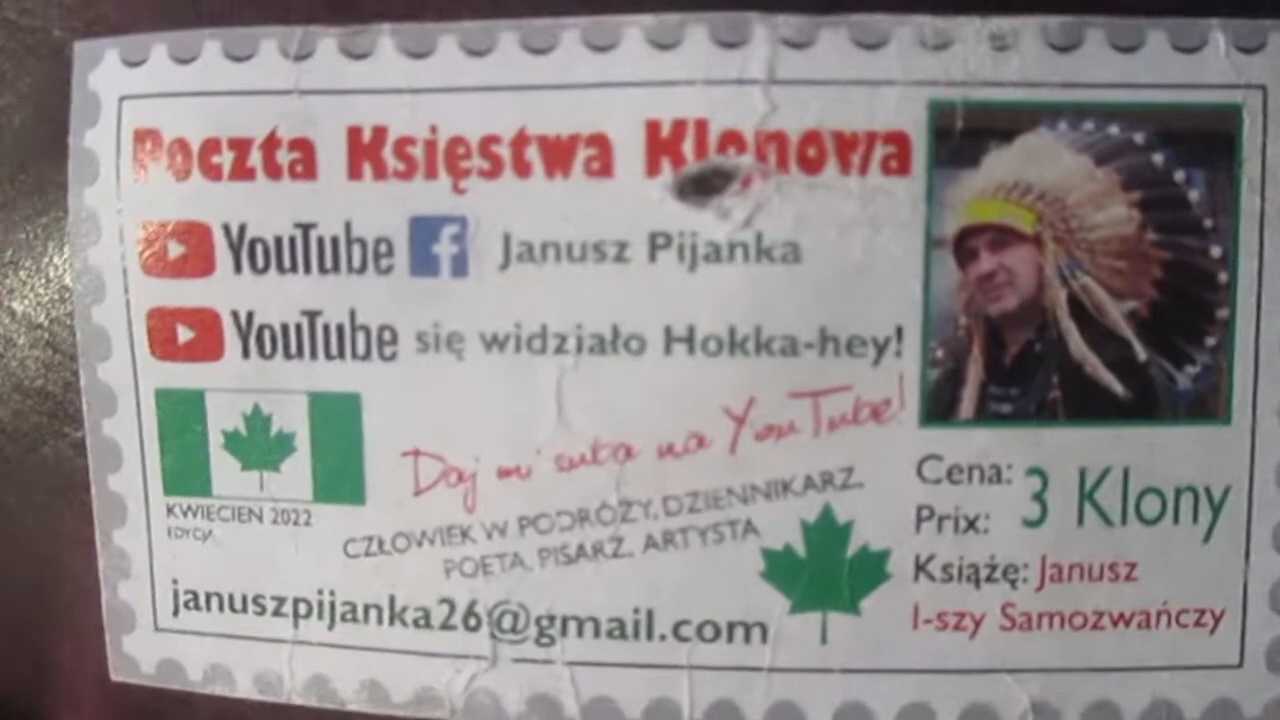 Poczta Księstwa Klonowa
YouTube f Janusz Pijanka
YouTube się widziało Hokka-hey!
Daj mi suba na YouTube!
KWIECIEN 2022
EDYCJ
CZŁOWIEK W PODRÓŻY, DZIENNIKARZ,
POETA, PISARZ, ARTYSTA
januszpijanka26@gmail.com
Cena: 3 Klony
Prix:
Książę: Janusz
I-szy Samozwańczy